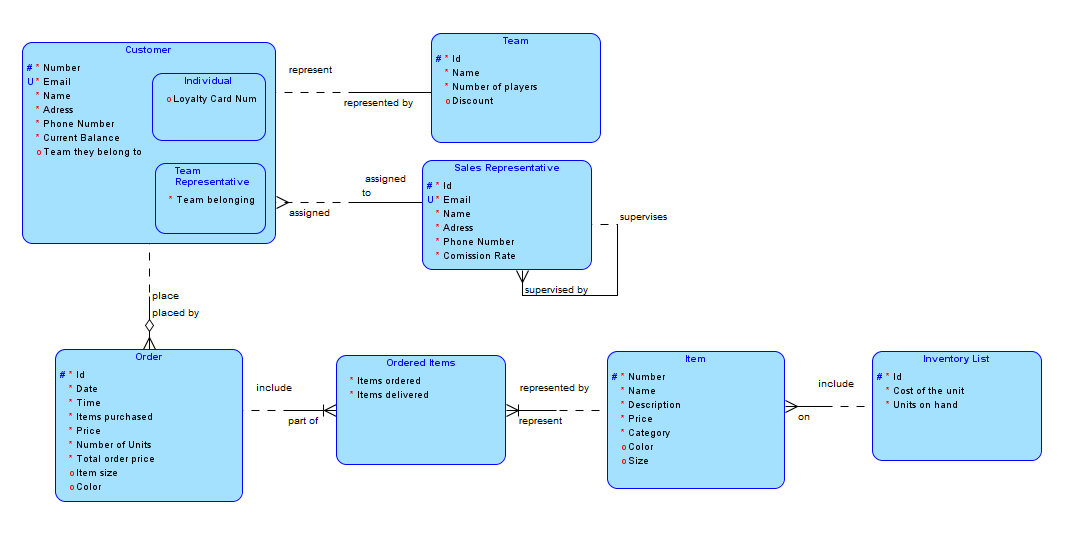 Customer
# * Number
U * Email
* Name
* Adress
* Phone Number
* Current Balance
o Team they belong to
Individual
o Loyalty Card Num
Team
Representative
* Team belonging
represent
represented by
Team
# * Id
* Name
* Number of players
o Discount
assigned
to
assigned
Sales Representative
# * Id
U * Email
* Name
* Adress
* Phone Number
* Comission Rate
supervises
supervised by
place
placed by
Order
# * Id
* Date
* Time
* Items purchased
* Price
* Number of Units
* Total order price
o Item size
o Color
include
part of
Ordered Items
* Items ordered
* Items delivered
represented by
represent
Item
# * Number
* Name
* Description
* Price
* Category
o Color
o Size
include
on
Inventory List
# * Id
* Cost of the unit
* Units on hand